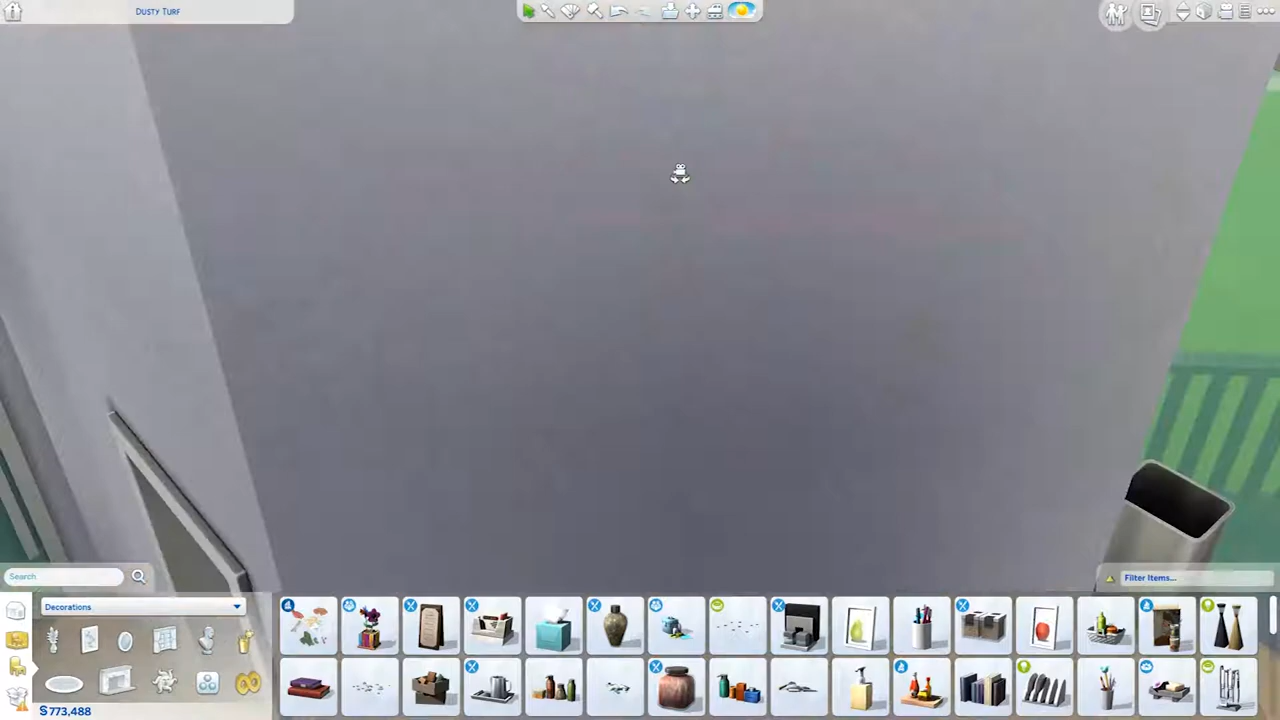 Dusty Turf
Search
Filter Items...
Decorations
§773,488